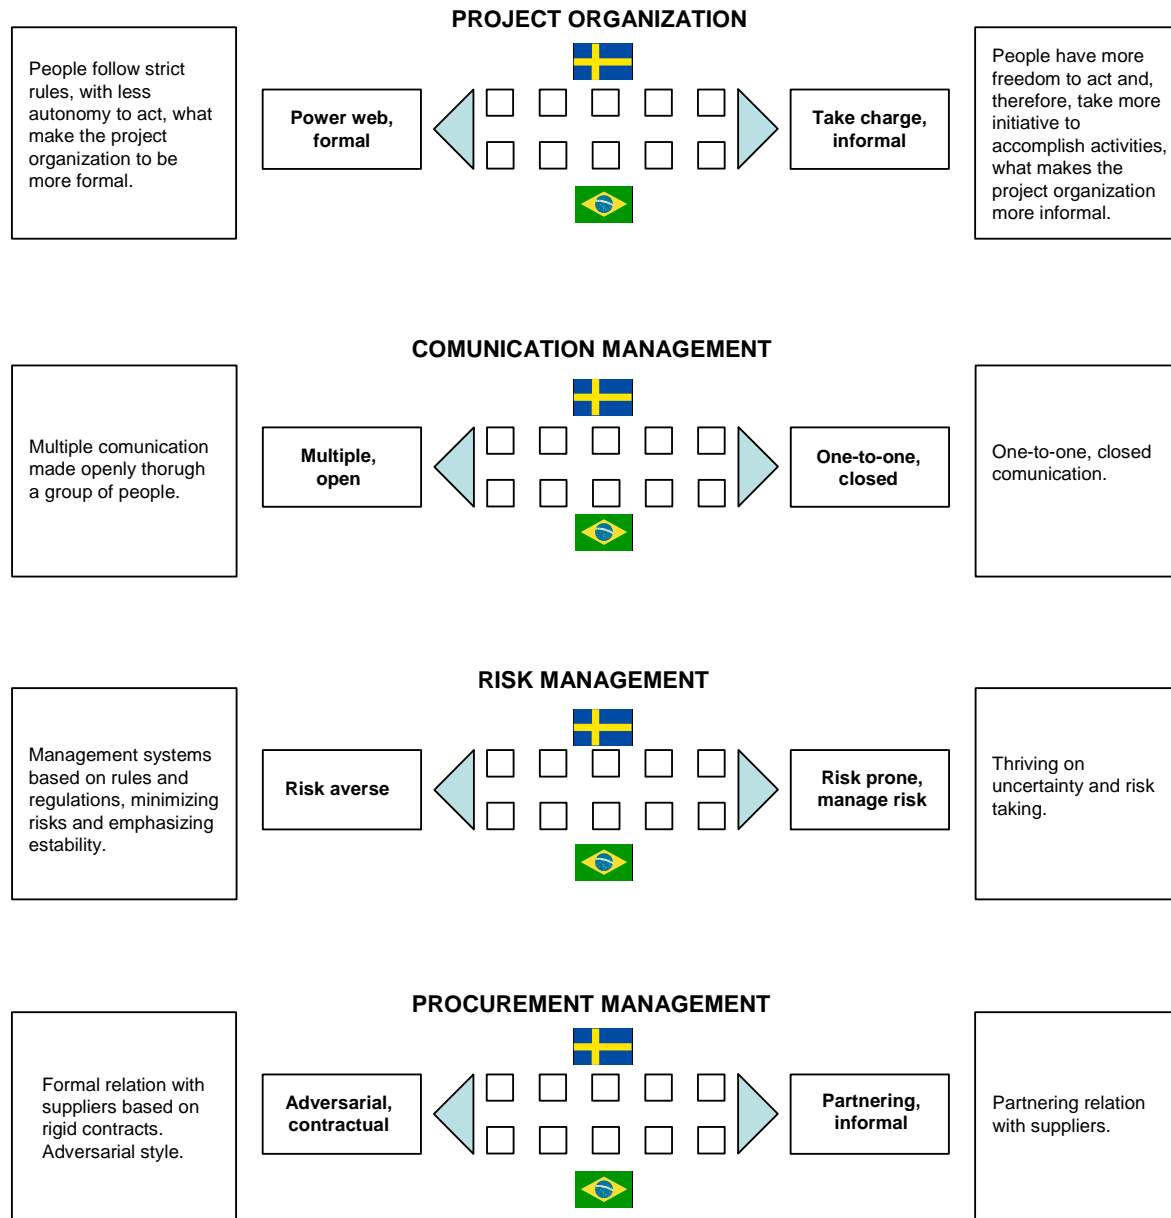 PROJECT ORGANIZATION
People follow strict
rules, with less
autonomy to act, what
make the project
organization to be
more formal.
Power web,
formal
Take charge,
informal
People have more
freedom to act and,
therefore, take more
initiative to
accomplish activities,
what makes the
project organization
more informal.
COMUNICATION MANAGEMENT
Multiple comunication
made openly thorugh
a group of people.
Multiple,
open
One-to-one,
closed
One-to-one, closed
comunication.
RISK MANAGEMENT
Management systems
based on rules and
regulations, minimizing
risks and emphasizing
estability.
Risk averse
Risk prone,
manage risk
Thriving on
uncertainty and risk
taking.
PROCUREMENT MANAGEMENT
Formal relation with
suppliers based on
rigid contracts.
Adversarial style.
Adversarial,
contractual
Partnering,
informal
Partnering relation
with suppliers.